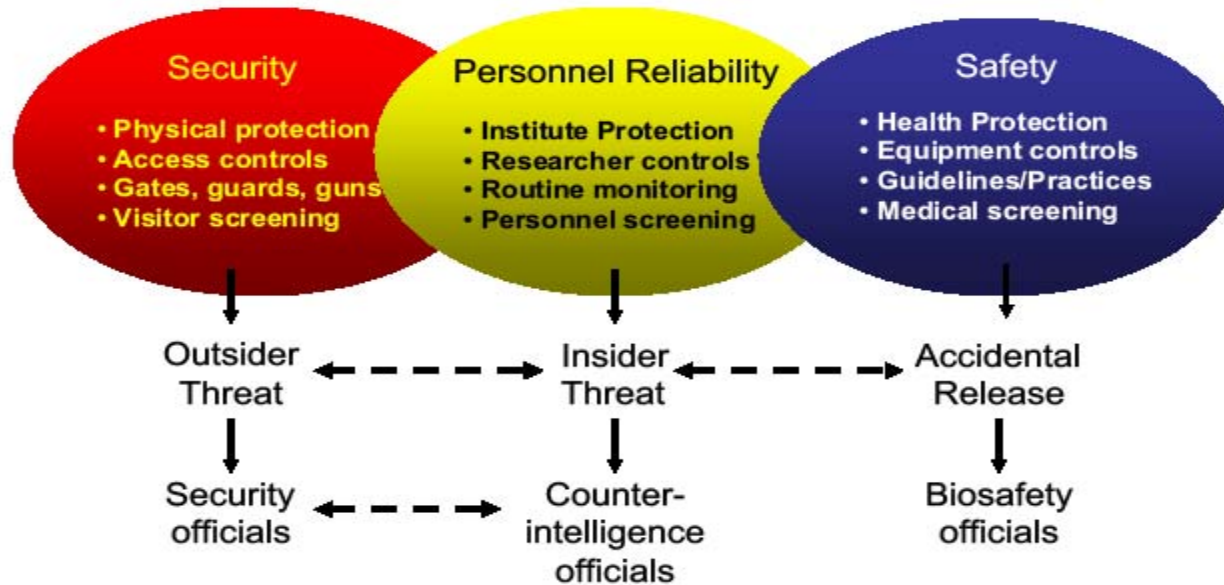 Security
• Physical protection
• Access controls
• Gates, guards, guns
• Visitor screening
Personnel Reliability
• Institute Protection
• Researcher controls
• Routine monitoring
• Personnel screening
Safety
• Health Protection
• Equipment controls
• Guidelines/Practices
• Medical screening
Outsider
Threat
Insider
Threat
Accidental
Release
Security
officials
Counter-
intelligence
officials
Biosafety
officials